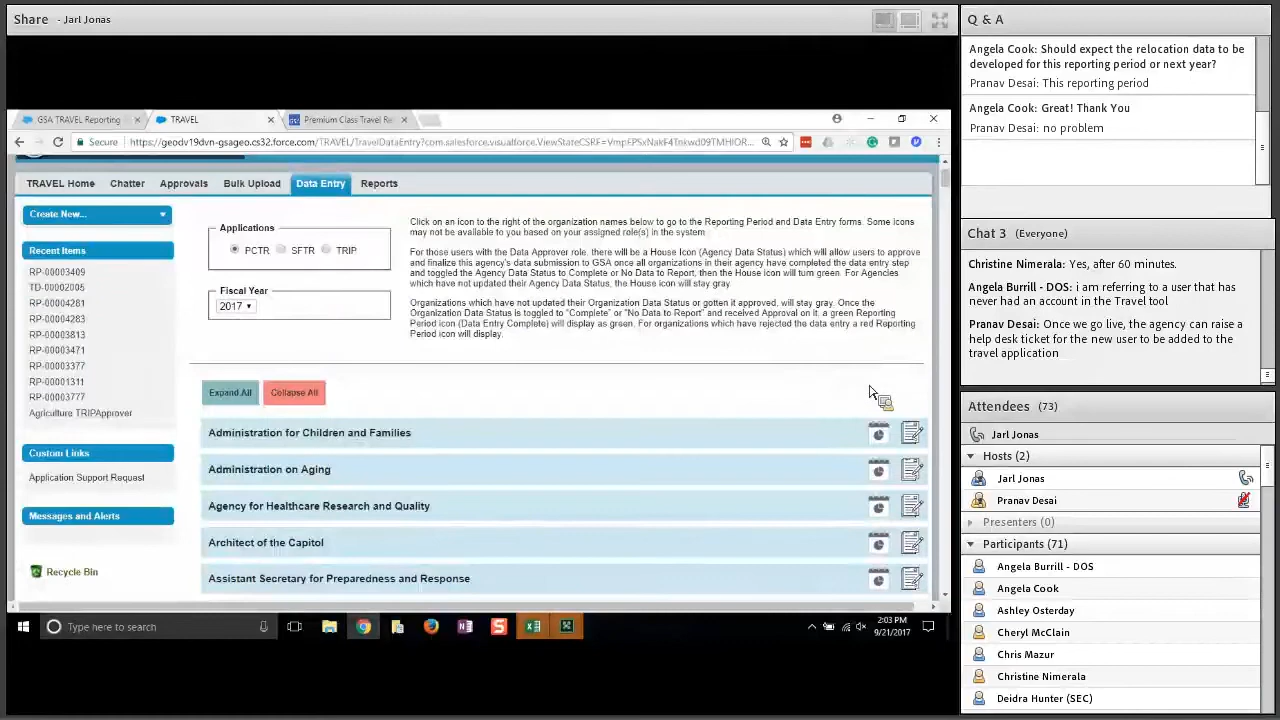 Share - Jarl Jonas
GSA TRAVEL Reporting
TRAVEL
Premium Class Travel Re
Secure
TRAVEL Home
Chatter
Approvals
Bulk Upload
Data Entry
Reports
Create New...
Recent Items
RP-00003409
TD-00002005
RP-00004281
RP-00004283
RP-00003813
RP-00003471
RP-00003377
RP-00001311
RP-00003777
Agriculture TRIPApprover
Custom Links
Application Support Request
Messages and Alerts
Recycle Bin
Applications
PCTR SFTR TRIP
Fiscal Year
2017
Click on an icon to the right of the organization names below to go to the Reporting Period and Data Entry forms. Some Icons
may not be available to you based on your assigned role(s) in the system.
For those users with the Data Approver role, there will be a House Icon (Agency Data Status) which will allow users to approve
and finalize this agency's data submission to GSA once all organizations in their agency have completed the data entry step
and toggled the Agency Data Status to Complete or No Data to Report, then the House icon will turn green. For Agencies
which have not updated their Agency Data Status, the House icon will stay gray.
Organizations which have not updated their Organization Data Status or gotten it approved, will stay gray. Once the
Organization Data Status is toggled to "Complete" or "No Data to Report" and received Approval on it, a green Reporting
Period icon (Data Entry Complete) will display as green. For organizations which have rejected the data entry a red Reporting
Period icon will display.
Expand All
Collapse All
Administration for Children and Families
Administration on Aging
Agency for Healthcare Research and Quality
Architect of the Capitol
Assistant Secretary for Preparedness and Response
Type here to search
2:03 PM
9/21/2017
Q & A
Angela Cook: Should expect the relocation data to be
developed for this reporting period or next year?
Pranav Desai: This reporting period
Angela Cook: Great! Thank You
Pranav Desai: no problem
Chat 3 (Everyone)
Christine Nimerala: Yes, after 60 minutes.
Angela Burrill - DOS: i am referring to a user that has
never had an account in the Travel tool
Pranav Desai: Once we go live, the agency can raise a
help desk ticket for the new user to be added to the
travel application
Attendees (73)
Jarl Jonas
Hosts (2)
Jarl Jonas
Pranav Desai
Presenters (0)
Participants (71)
Angela Burrill - DOS
Angela Cook
Ashley Osterday
Cheryl McClain
Chris Mazur
Christine Nimerala
Deidra Hunter (SEC)